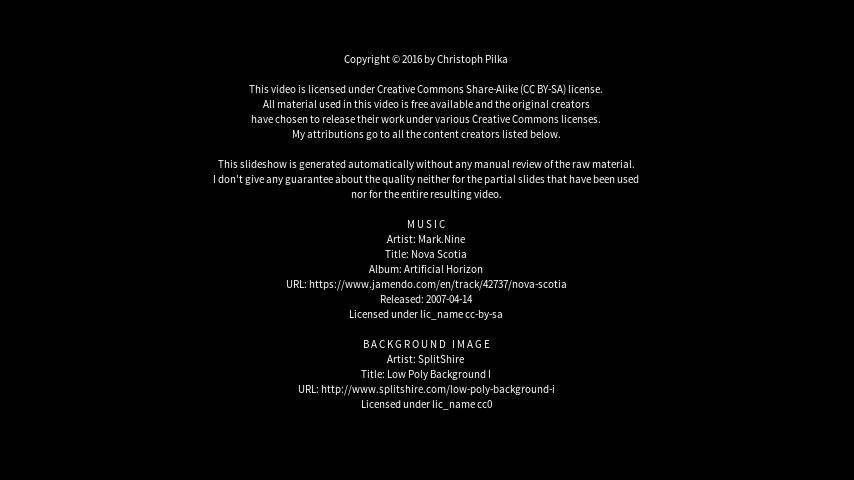 Copyright © 2016 by Christoph Pilka
This video is licensed under Creative Commons Share-Alike (CC BY-SA) license.
All material used in this video is free available and the original creators
have chosen to release their work under various Creative Commons licenses.
My attributions go to all the content creators listed below.
This slideshow is generated automatically without any manual review of the raw material.
I don't give any guarantee about the quality neither for the partial slides that have been used
nor for the entire resulting video.
MUSIC
Artist: Mark.Nine
Title: Nova Scotia
Album: Artificial Horizon
URL: https://www.jamendo.com/en/track/42737/nova-scotia
Released: 2007-04-14
Licensed under lic_name cc-by-sa
BACKGROUND IMAGE
Artist: SplitShire
Title: Low Poly Background I
URL: http://www.splitshire.com/low-poly-background-i
Licensed under lic_name cc0